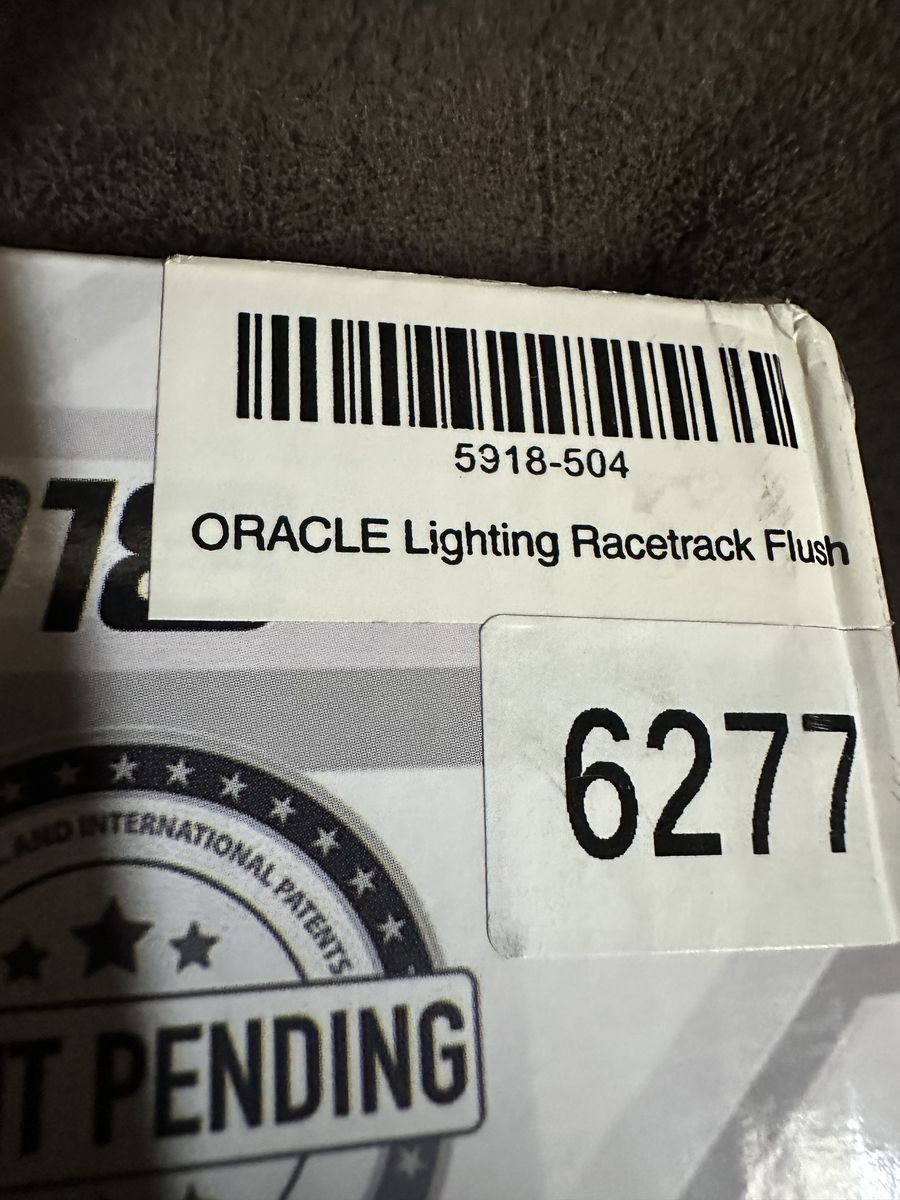 5918-504
ORACLE Lighting Racetrack Flush
6277
AND INTERNATIONAL PATENTS
PENDING